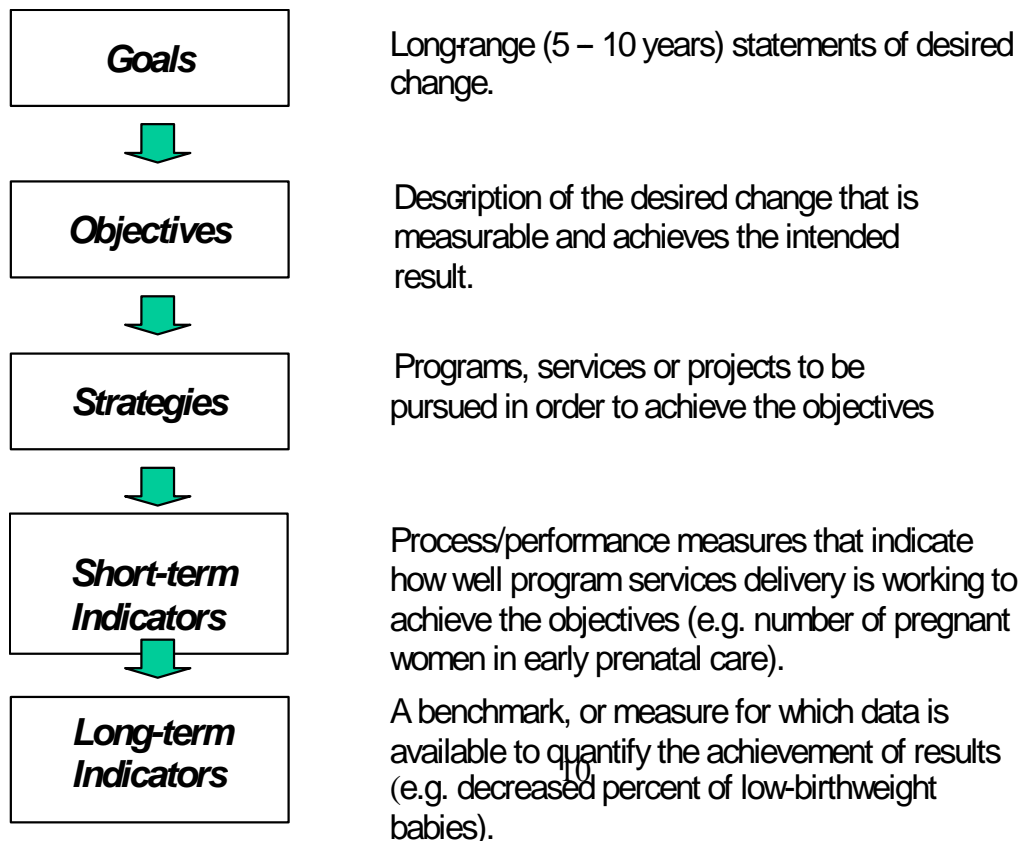 Goals
Long-range (5 – 10 years) statements of desired
change.
Objectives
Description of the desired change that is
measurable and achieves the intended
result.
Strategies
Programs, services or projects to be
pursued in order to achieve the objectives
Short-term
Indicators
Process/performance measures that indicate
how well program services delivery is working to
achieve the objectives (e.g. number of pregnant
women in early prenatal care).
Long-term
Indicators
A benchmark, or measure for which data is
available to quantify the achievement of results
10
(e.g. decreased percent of low-birthweight
babies).